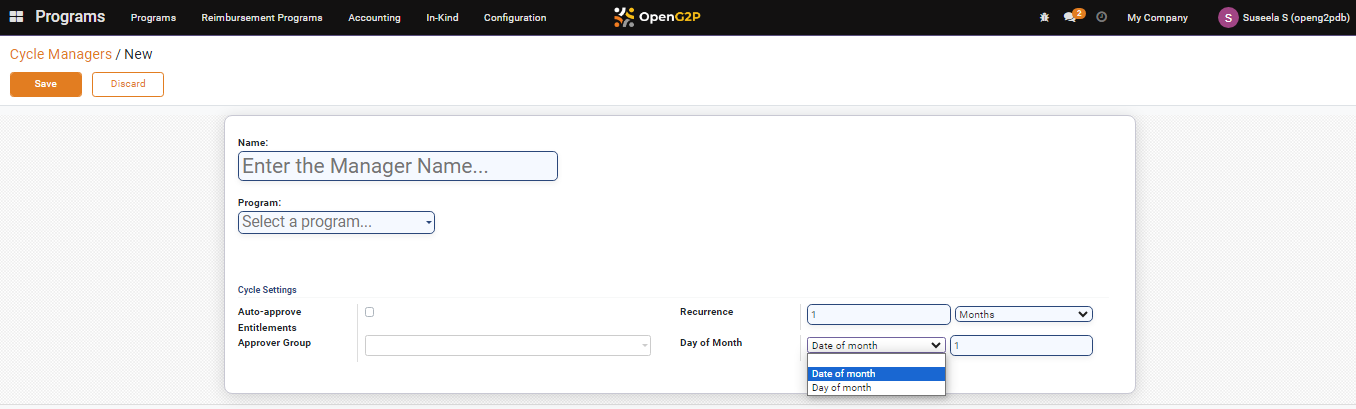 Programs Programs Reimbursement Programs Accounting In-Kind Configuration OpenG2P 2 My Company S Suseela S (openg2pdb)
Cycle Managers / New
Save Discard
Name:
Enter the Manager Name...
Program:
Select a program...
Cycle Settings
Auto-approve Entitlements
Recurrence 1 Months
Approver Group
Day of Month Date of month 1
Date of month
Day of month